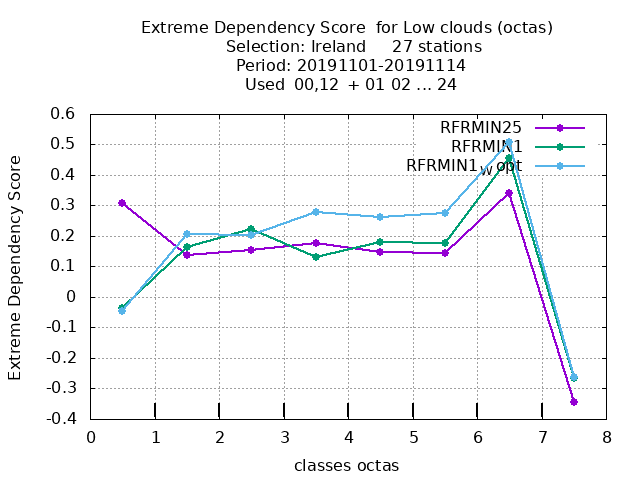 Extreme Dependency Score  for Low clouds (octas)
Selection: Ireland     27 stations
Period: 20191101-20191114
Used  00,12  + 01 02 ... 24
RFRMIN25
RFRMIN1
RFRMIN1_wopt
Extreme Dependency Score
0.6
0.5
0.4
0.3
0.2
0.1
0
-0.1
-0.2
-0.3
-0.4
0 1 2 3 4 5 6 7 8
classes octas